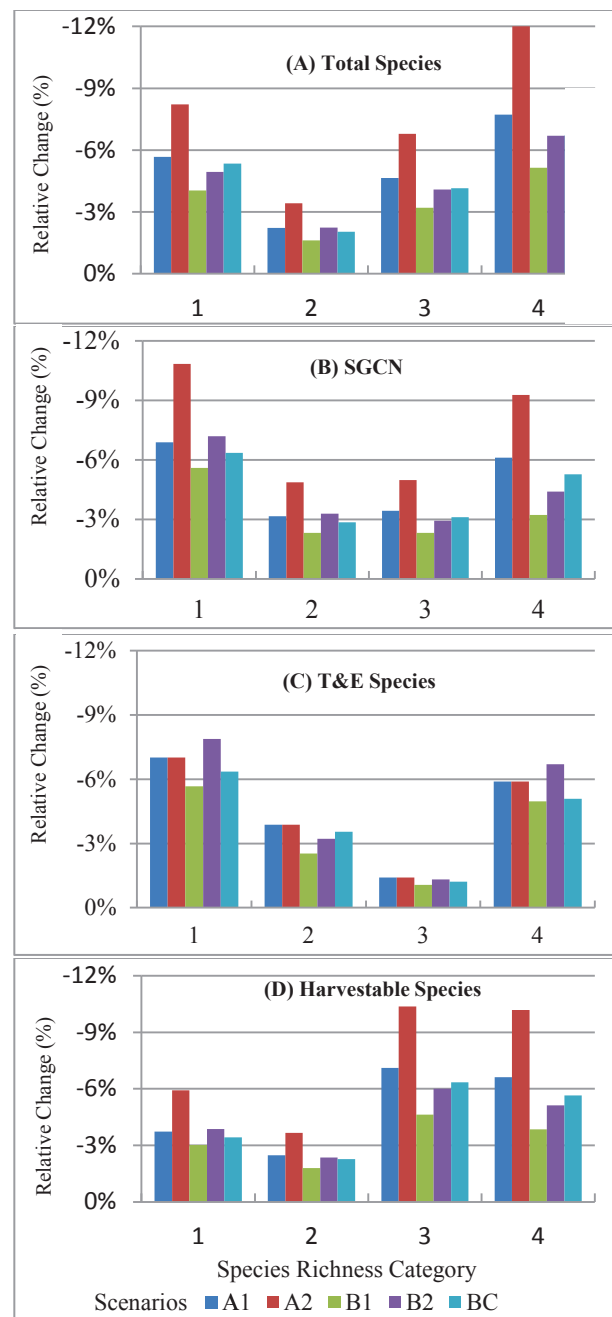 -12%
(A) Total Species
-9%
-6%
-3%
0%
Relative Change (%)
1 2 3 4
-12%
(B) SGCN
-9%
-6%
-3%
0%
Relative Change (%)
1 2 3 4
-12%
(C) T&E Species
-9%
-6%
-3%
0%
Relative Change (%)
1 2 3 4
-12%
(D) Harvestable Species
-9%
-6%
-3%
0%
Relative Change (%)
1 2 3 4
Species Richness Category
Scenarios A1 A2 B1 B2 BC